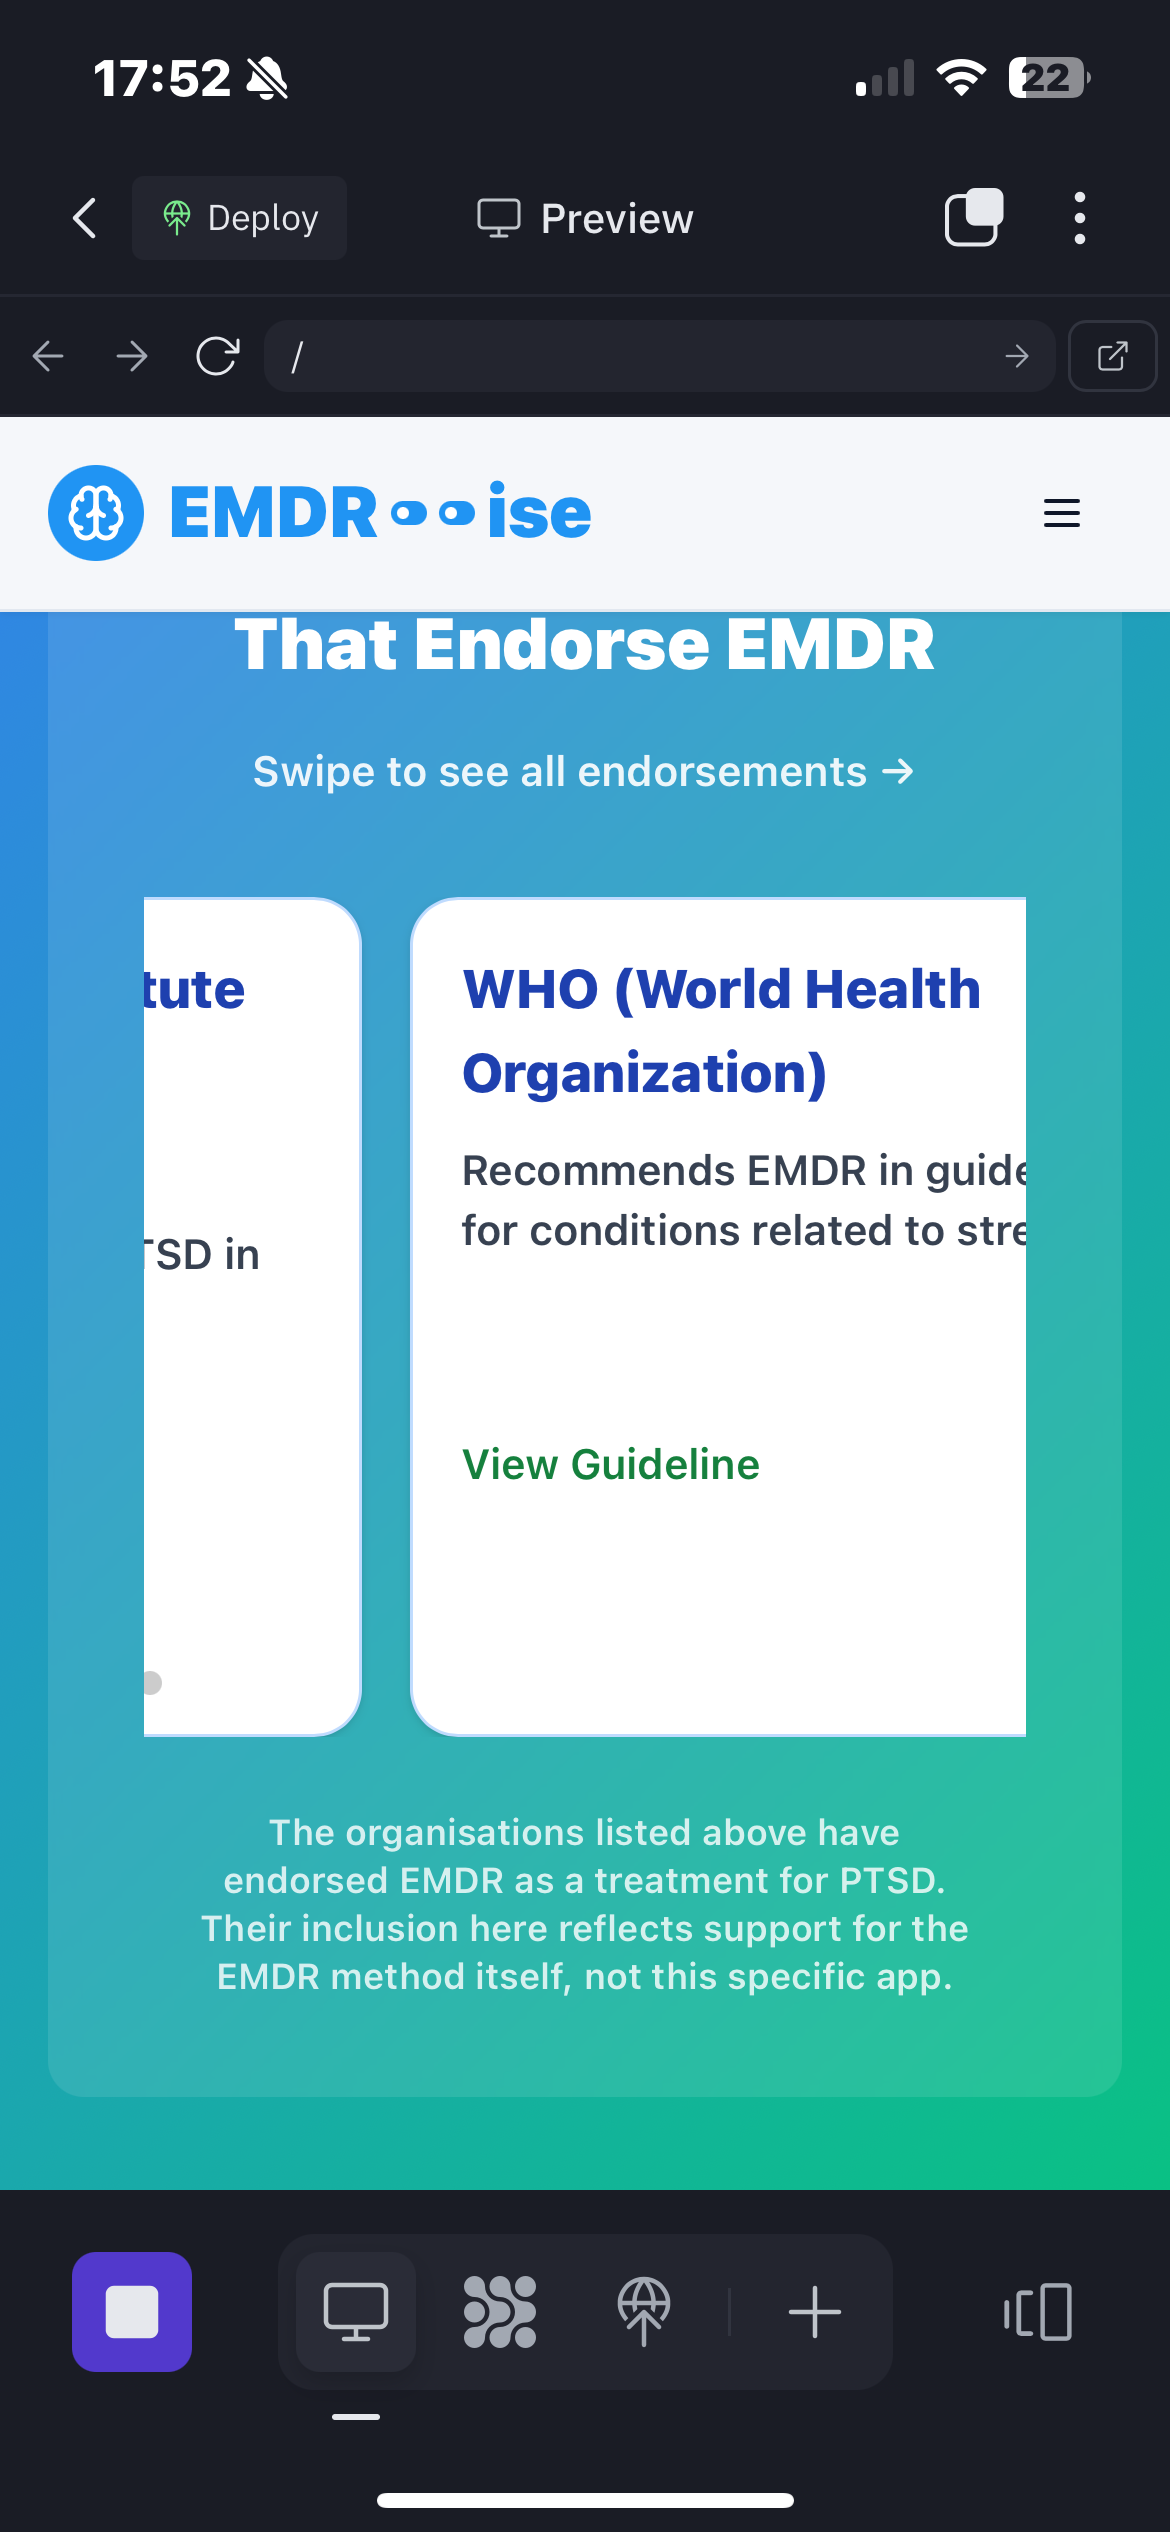 17:52
22
Deploy
Preview
/
EMDR ise
That Endorse EMDR
Swipe to see all endorsements →
tute
TSD in
WHO (World Health
Organization)
Recommends EMDR in guide
for conditions related to stre
View Guideline
The organisations listed above have
endorsed EMDR as a treatment for PTSD.
Their inclusion here reflects support for the
EMDR method itself, not this specific app.